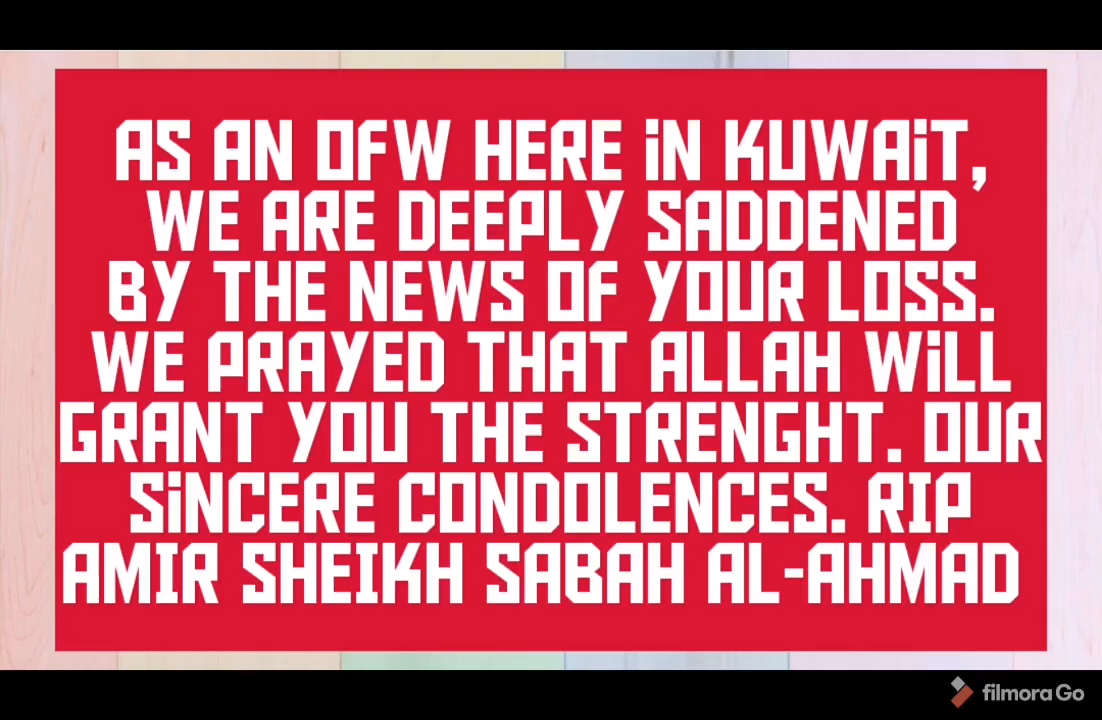 AS AN OFW HERE iN KUWAiT,
WE ARE DEEPLY SADDENED
BY THE NEWS OF YOUR LOSS.
WE PRAYED THAT ALLAH WiLL
GRANT YOU THE STRENGHT. OUR
SiNCERE CONDOLENCES. RIP
AMIR SHEIKH SABAH AL-AHMAD
filmora Go